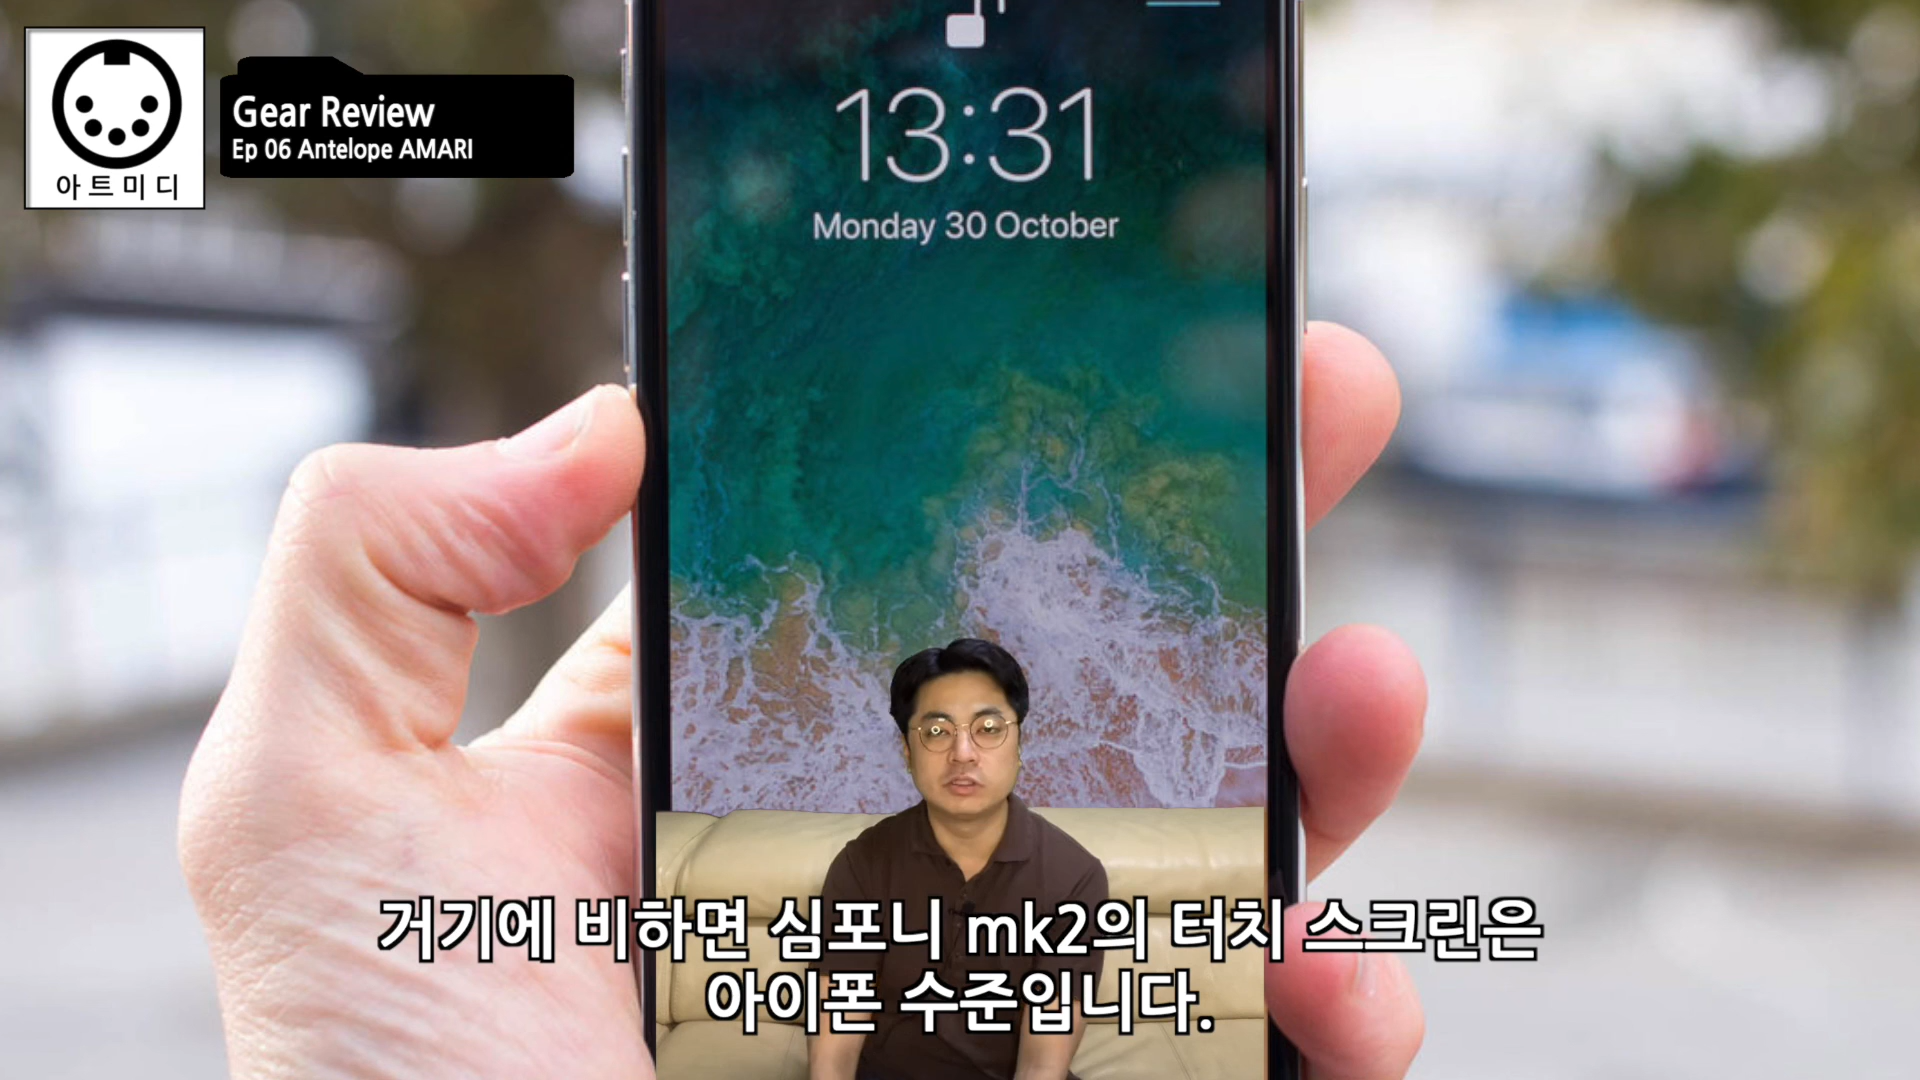 아트미디
Gear Review
Ep 06 Antelope AMARI
13:31
Monday 30 October
거기에 비하면 심포니 mk2의 터치 스크린은
아이폰 수준입니다.